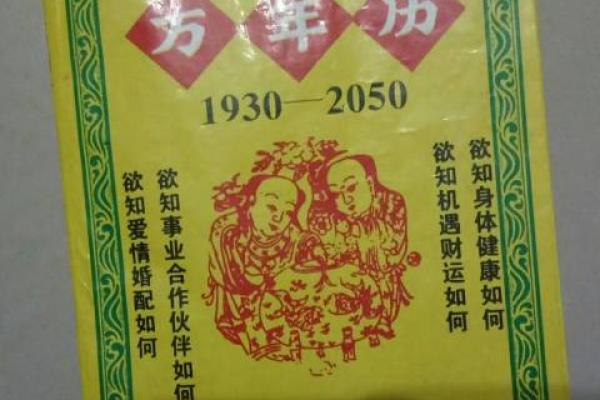 万年历
1930—2050
欲知身体健康如何
欲知机遇财运如何
欲知事业合作伙伴如何
欲知爱情婚配如何